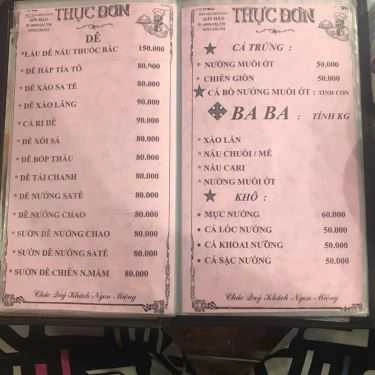 THỰC ĐƠN
DÊ
* LẨU DÊ NẤU THUỐC BẮC 150.000
* DÊ HẤP TÍA TÔ 80.000
* DÊ XÀO SA TẾ 80.000
* DÊ XÀO LĂNG 90.000
* CÀ RI DÊ 90.000
* DÊ XỐI SẢ 80.000
* DÊ BÓP THẤU 80.000
* DÊ TÁI CHANH 80.000
* DÊ NƯỚNG SATẾ 80.000
* DÊ NƯỚNG CHAO 80.000
* SƯỜN DÊ NƯỚNG CHAO 80.000
* SƯỜN DÊ NƯỚNG SATẾ 80.000
* SƯỜN DÊ CHIÊN N.MẮM 80.000
Chúc Quý Khách Ngon Miệng
THỰC ĐƠN
CÁ TRỨNG :
* NƯỚNG MUỐI ỚT 50.000
* CHIÊN GIÒN 50.000
CÁ BÒ NƯỚNG MUỐI ỚT : TÍNH CON
BA BA : TÍNH KG
* XÀO LĂN
* NẤU CHUỐI / MẺ
* NẤU CARI
* NƯỚNG MUỐI ỚT
KHÔ :
* MỰC NƯỚNG 60.000
* CÁ LÓC NƯỚNG 50.000
* CÁ KHOAI NƯỚNG 50.000
* CÁ SẶC NƯỚNG 50.000
Chúc Quý Khách Ngon Miệng